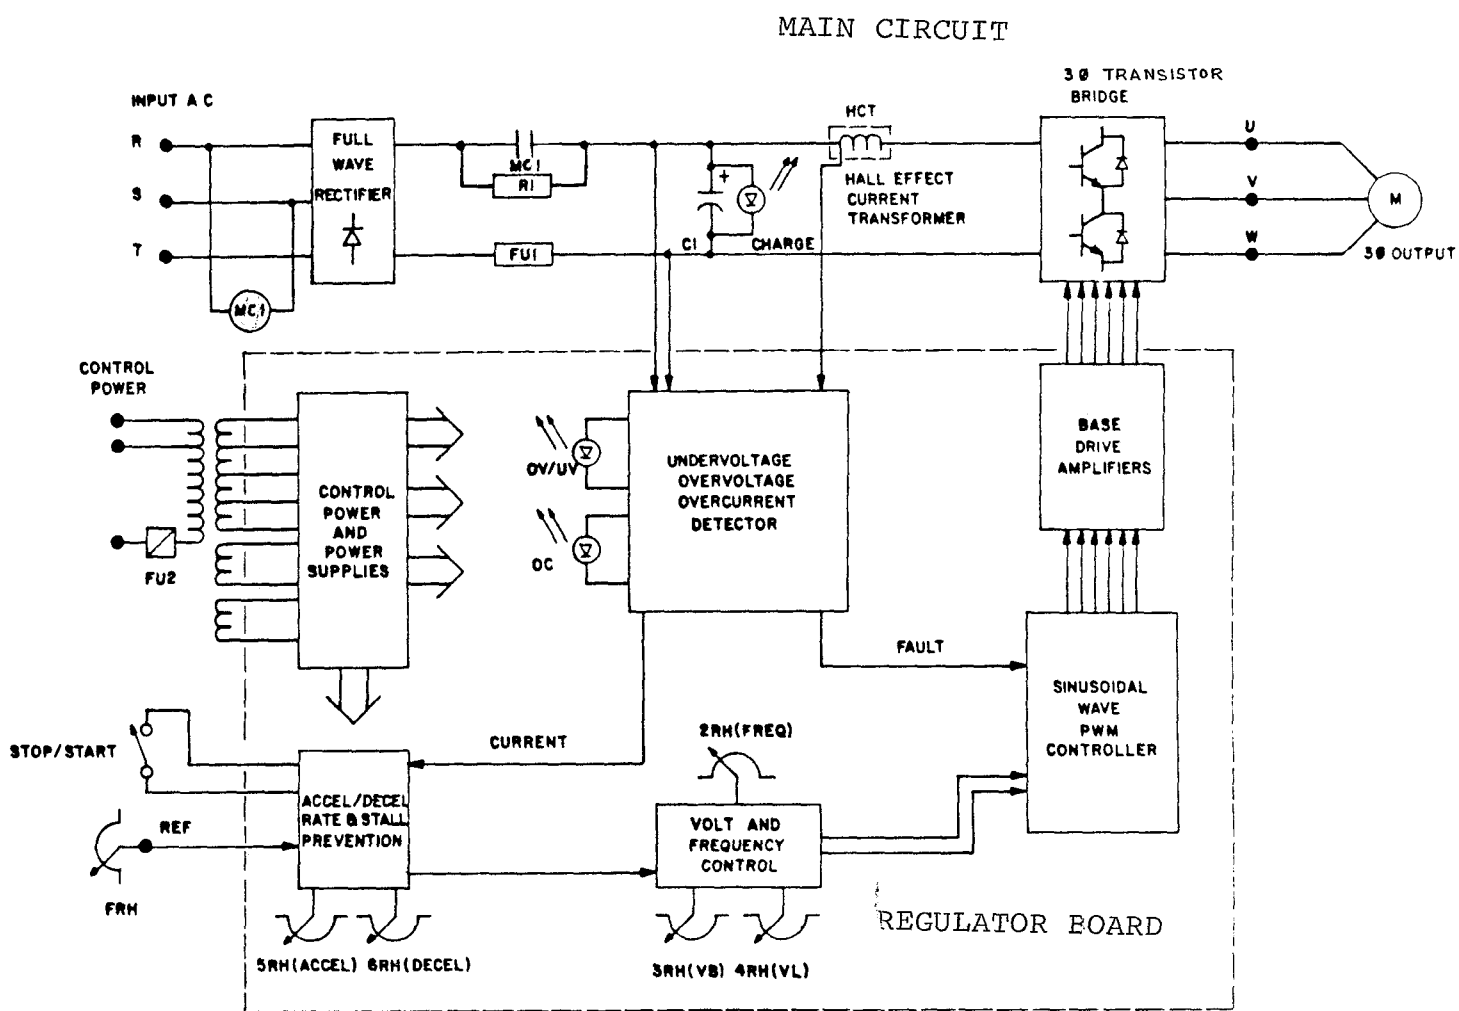 MAIN CIRCUIT
3Ø TRANSISTOR
BRIDGE
INPUT A C
R
S
T
FULL
WAVE
RECTIFIER
MC1
R1
FU1
MC1
+
C1
CHARGE
HCT
HALL EFFECT
CURRENT
TRANSFORMER
U
V
W
M
3Ø OUTPUT
CONTROL
POWER
FU2
CONTROL
POWER
AND
POWER
SUPPLIES
OV/UV
OC
UNDERVOLTAGE
OVERVOLTAGE
OVERCURRENT
DETECTOR
BASE
DRIVE
AMPLIFIERS
FAULT
SINUSOIDAL
WAVE
PWM
CONTROLLER
STOP/START
CURRENT
2RH(FREQ)
REF
FRH
ACCEL/DECEL
RATE & STALL
PREVENTION
VOLT AND
FREQUENCY
CONTROL
5RH(ACCEL) 6RH(DECEL)
3RH(VB) 4RH(VL)
REGULATOR BOARD